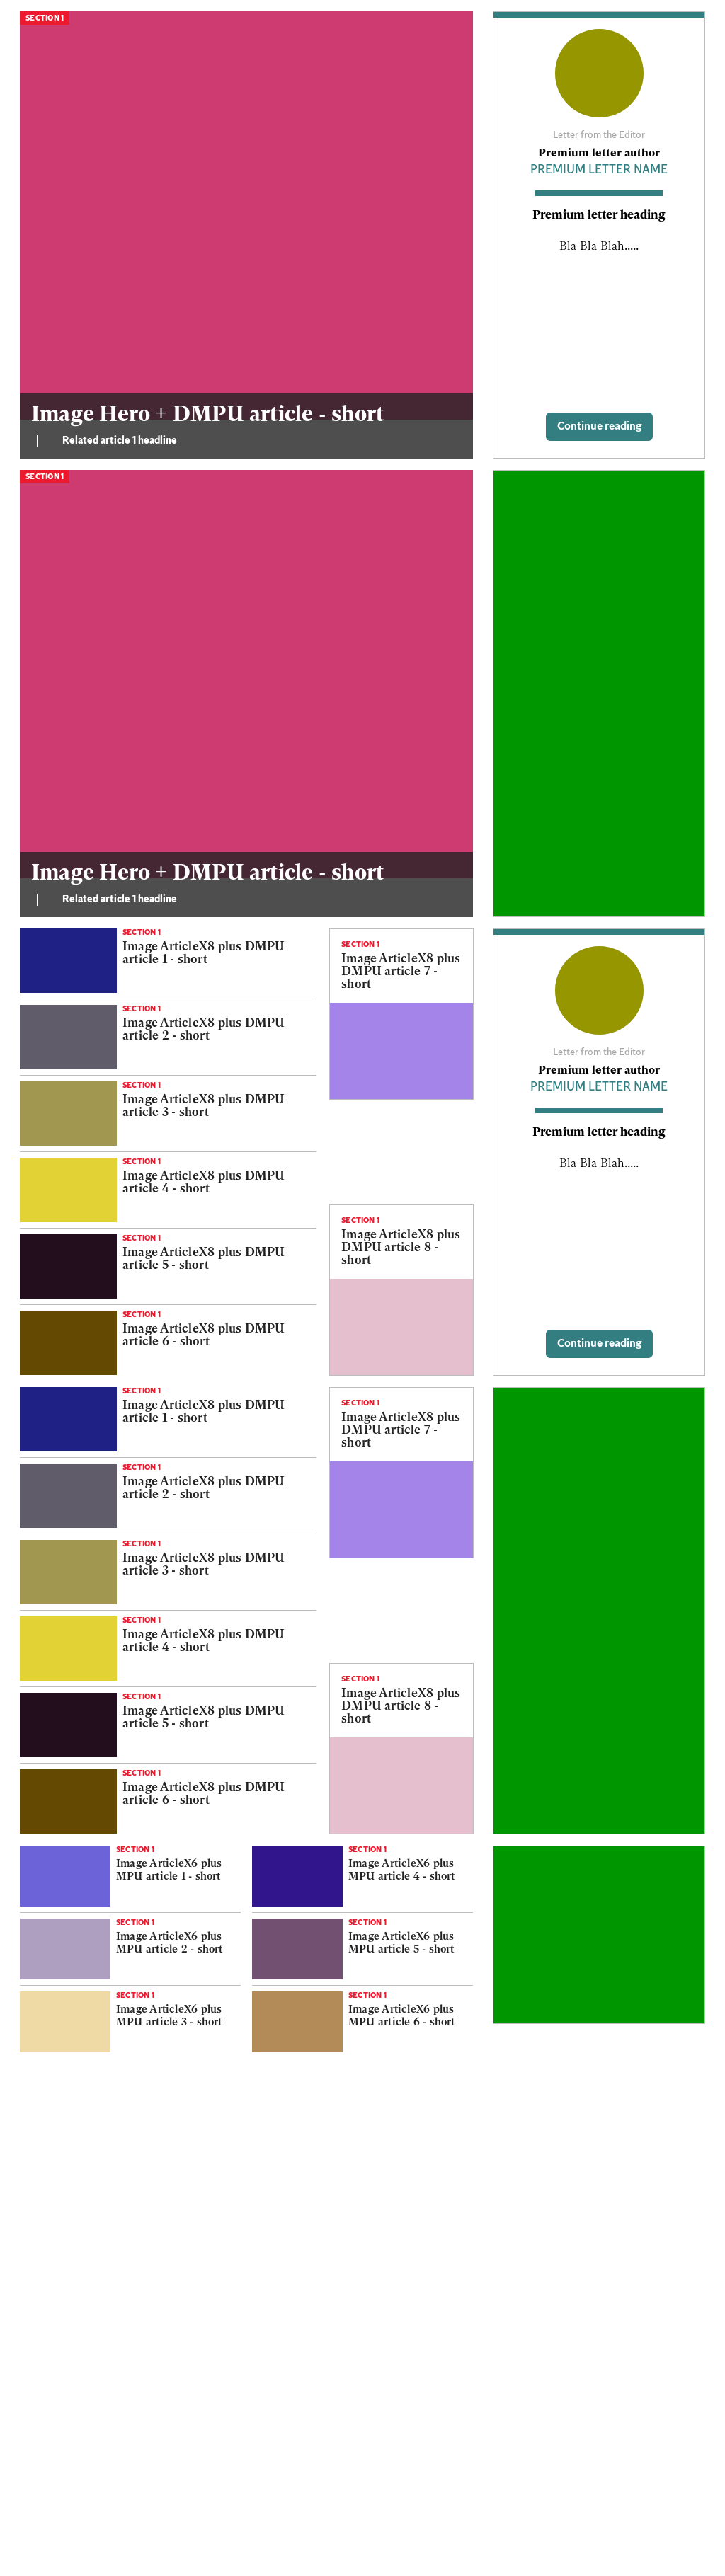 SECTION 1
Image Hero + DMPU article - short
Related article 1 headline
Letter from the Editor
Premium letter author
PREMIUM LETTER NAME
Premium letter heading
Bla Bla Blah.....
Continue reading
SECTION 1
Image Hero + DMPU article - short
Related article 1 headline
SECTION 1
Image ArticleX8 plus DMPU
article 1 - short
SECTION 1
Image ArticleX8 plus DMPU
article 2 - short
SECTION 1
Image ArticleX8 plus DMPU
article 3 - short
SECTION 1
Image ArticleX8 plus DMPU
article 4 - short
SECTION 1
Image ArticleX8 plus DMPU
article 5 - short
SECTION 1
Image ArticleX8 plus DMPU
article 6 - short
SECTION 1
Image ArticleX8 plus
DMPU article 7 -
short
SECTION 1
Image ArticleX8 plus
DMPU article 8 -
short
Letter from the Editor
Premium letter author
PREMIUM LETTER NAME
Premium letter heading
Bla Bla Blah.....
Continue reading
SECTION 1
Image ArticleX8 plus DMPU
article 1 - short
SECTION 1
Image ArticleX8 plus DMPU
article 2 - short
SECTION 1
Image ArticleX8 plus DMPU
article 3 - short
SECTION 1
Image ArticleX8 plus DMPU
article 4 - short
SECTION 1
Image ArticleX8 plus DMPU
article 5 - short
SECTION 1
Image ArticleX8 plus DMPU
article 6 - short
SECTION 1
Image ArticleX8 plus
DMPU article 7 -
short
SECTION 1
Image ArticleX8 plus
DMPU article 8 -
short
SECTION 1
Image ArticleX6 plus
MPU article 1 - short
SECTION 1
Image ArticleX6 plus
MPU article 2 - short
SECTION 1
Image ArticleX6 plus
MPU article 3 - short
SECTION 1
Image ArticleX6 plus
MPU article 4 - short
SECTION 1
Image ArticleX6 plus
MPU article 5 - short
SECTION 1
Image ArticleX6 plus
MPU article 6 - short